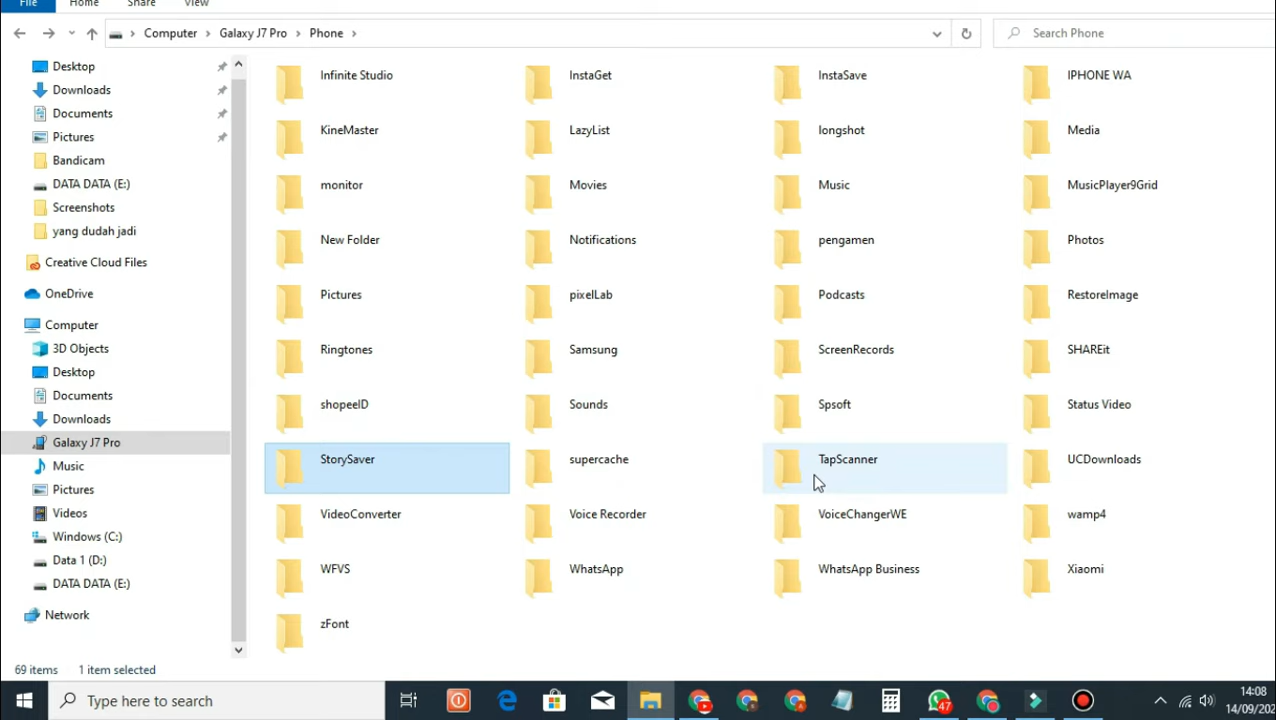 File Home Share View
Computer Galaxy J7 Pro Phone Search Phone
Desktop
Downloads
Documents
Pictures
Bandicam
DATA DATA (E:)
Screenshots
yang dudah jadi
Creative Cloud Files
OneDrive
Computer
3D Objects
Desktop
Documents
Downloads
Galaxy J7 Pro
Music
Pictures
Videos
Windows (C:)
Data 1 (D:)
DATA DATA (E:)
Network
Infinite Studio InstaGet InstaSave IPHONE WA
KineMaster LazyList longshot Media
monitor Movies Music MusicPlayer9Grid
New Folder Notifications pengamen Photos
Pictures pixelLab Podcasts RestoreImage
Ringtones Samsung ScreenRecords SHAREit
shopeeID Sounds Spsoft Status Video
StorySaver supercache TapScanner UCDownloads
VideoConverter Voice Recorder VoiceChangerWE wamp4
WFVS WhatsApp WhatsApp Business Xiaomi
zFont
69 items 1 item selected
Type here to search
47
14:08
14/09/202